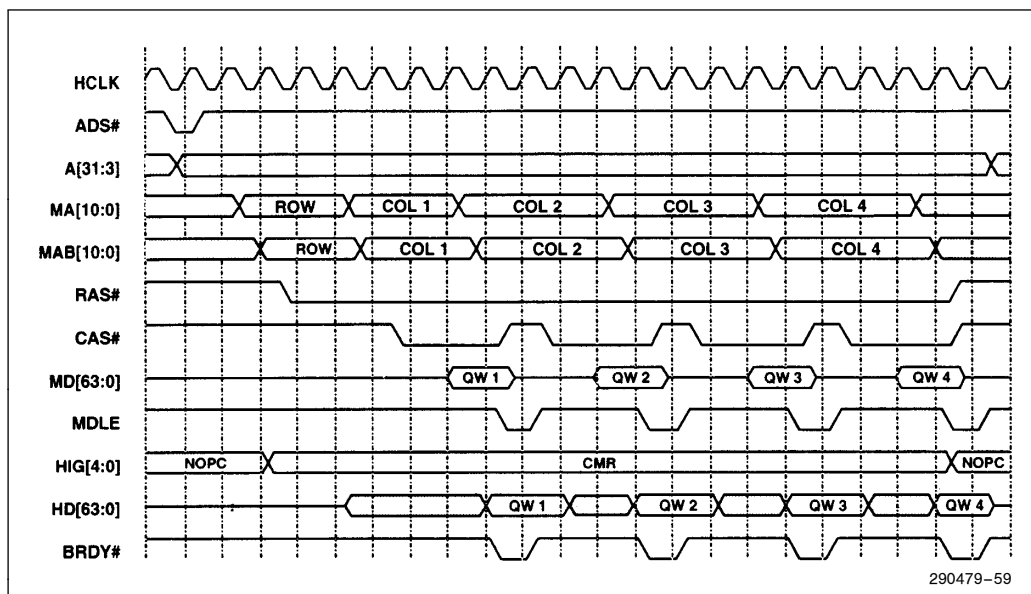 HCLK
ADS#
A[31:3]
MA[10:0] ROW COL 1 COL 2 COL 3 COL 4
MAB[10:0] ROW COL 1 COL 2 COL 3 COL 4
RAS#
CAS#
MD[63:0] QW 1 QW 2 QW 3 QW 4
MDLE
HIG[4:0] NOPC CMR NOPC
HD[63:0] QW 1 QW 2 QW 3 QW 4
BRDY#
290479-59